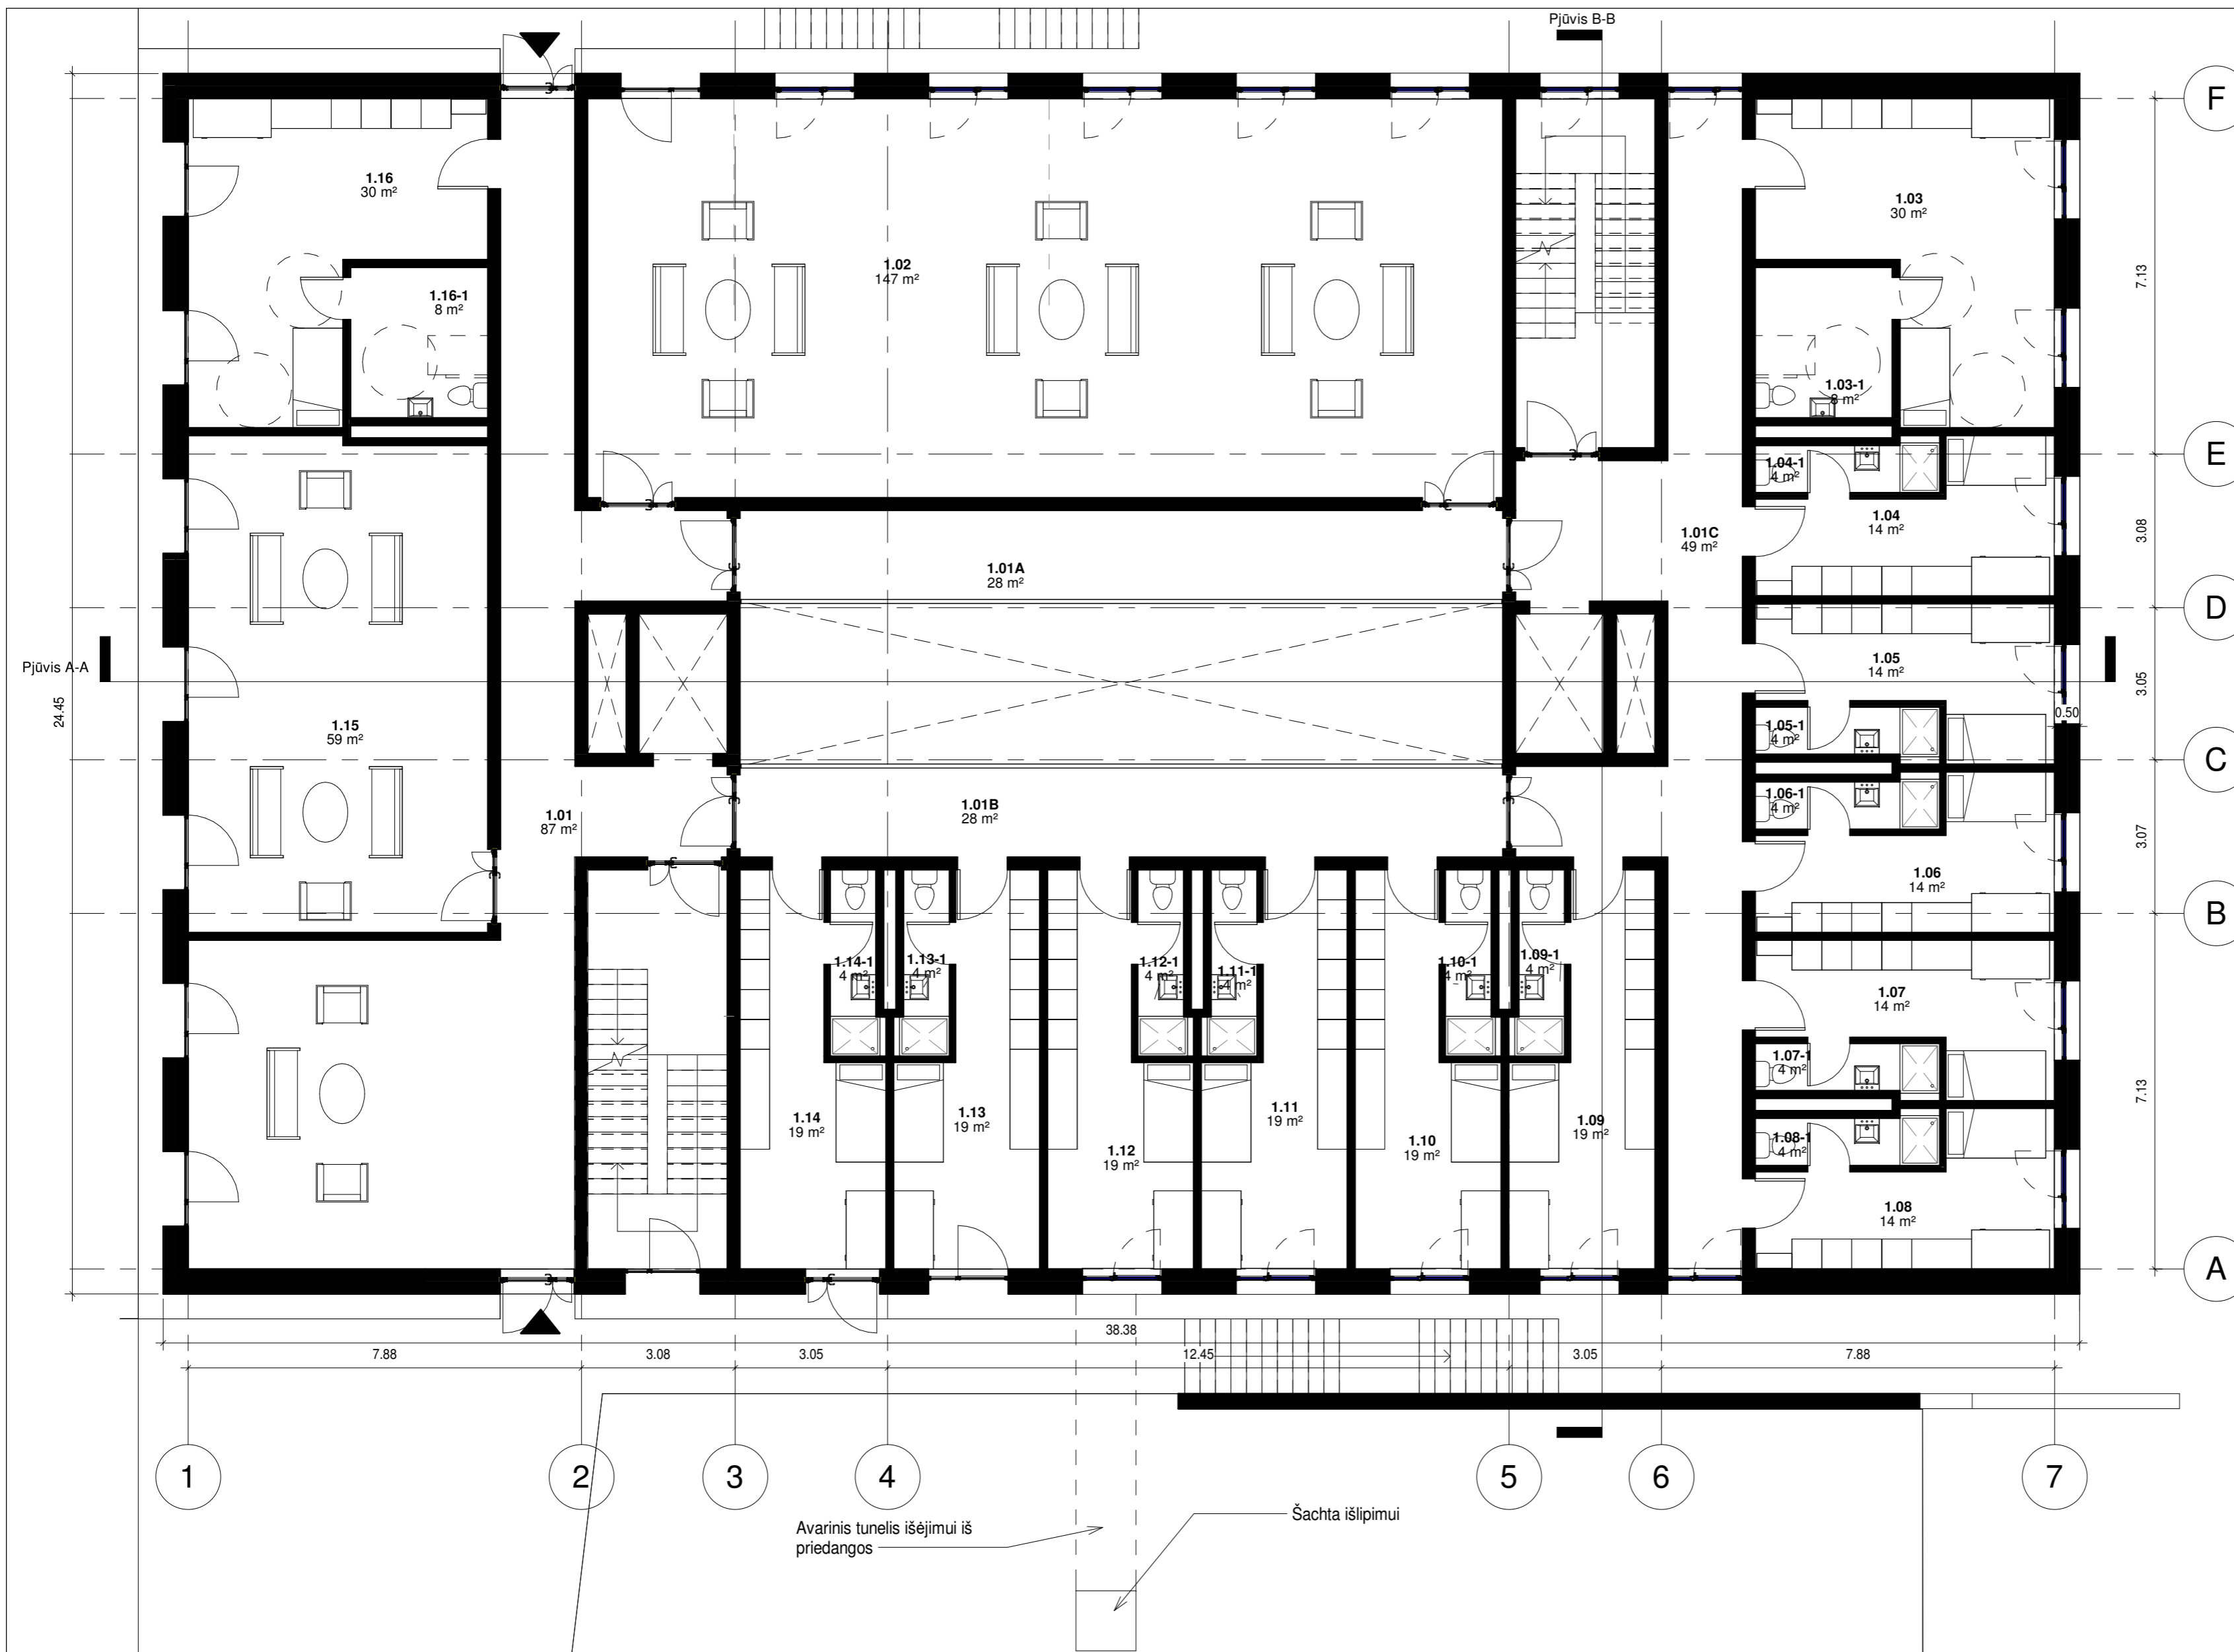 Pjūvis B-B
F
1.16
30 m²
1.03
30 m²
1.02
147 m²
7.13
1.16-1
8 m²
1.03-1
8 m²
E
1.04-1
4 m²
1.04
14 m²
1.01C
49 m²
3.08
1.01A
28 m²
D
Pjūvis A-A
1.05
14 m²
3.05
24.45
0.50
1.15
59 m²
1.05-1
4 m²
C
1.06-1
4 m²
1.01
87 m²
1.01B
28 m²
3.07
1.06
14 m²
B
1.14-1
4 m²
1.13-1
4 m²
1.12-1
4 m²
1.11-1
4 m²
1.10-1
4 m²
1.09-1
4 m²
1.07
14 m²
1.07-1
4 m²
7.13
1.14
19 m²
1.13
19 m²
1.12
19 m²
1.11
19 m²
1.10
19 m²
1.09
19 m²
1.08-1
4 m²
1.08
14 m²
A
38.38
7.88
3.08
3.05
12.45
3.05
7.88
1
2
3
4
5
6
7
Avarinis tunelis išėjimui iš
priedangos
Šachta išlipimui